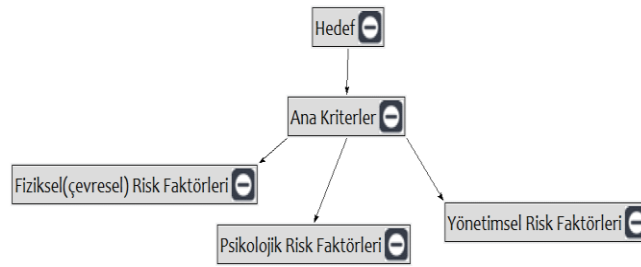 Hedef
Ana Kriterler
Fiziksel(çevresel) Risk Faktörleri
Psikolojik Risk Faktörleri
Yönetimsel Risk Faktörleri